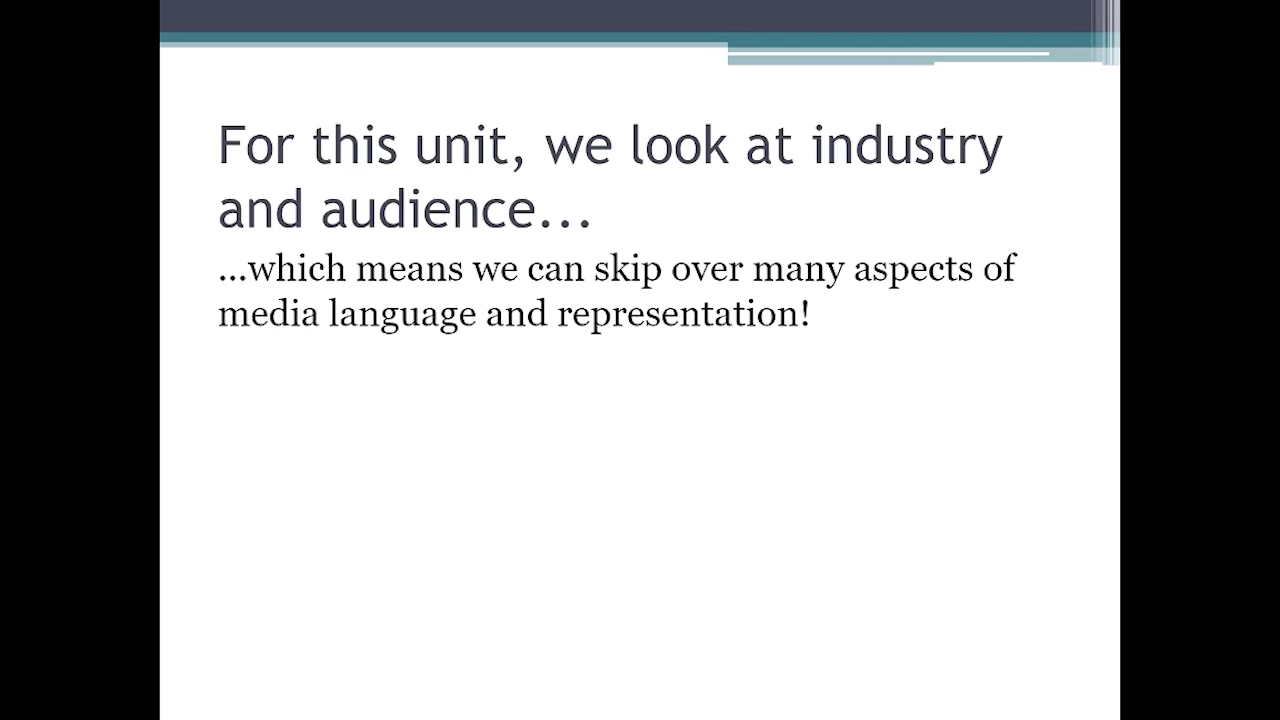 For this unit, we look at industry
and audience...
...which means we can skip over many aspects of
media language and representation!